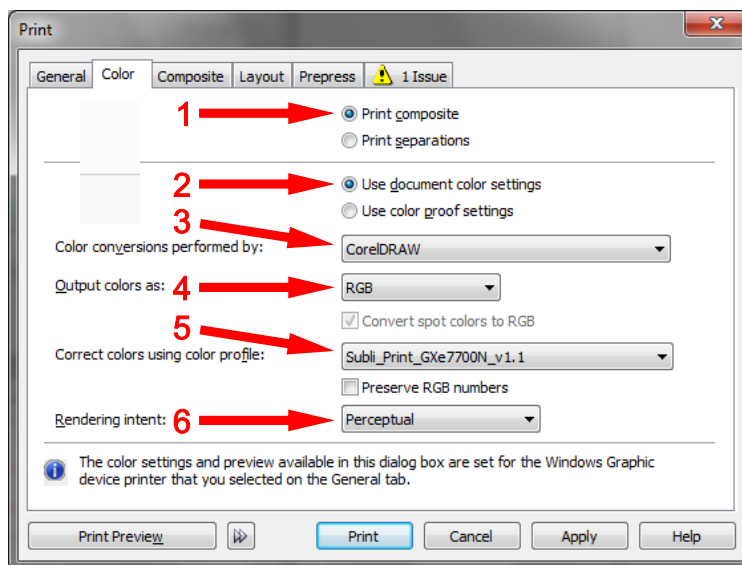 Print
General Color Composite Layout Prepress 1 Issue
1 Print composite
Print separations
2 Use document color settings
Use color proof settings
3
Color conversions performed by: CorelDRAW
Output colors as: 4 RGB
Convert spot colors to RGB
5
Correct colors using color profile: Subli_Print_GXe7700N_v1.1
Preserve RGB numbers
Rendering intent: 6 Perceptual
The color settings and preview available in this dialog box are set for the Windows Graphic
device printer that you selected on the General tab.
Print Preview Print Cancel Apply Help